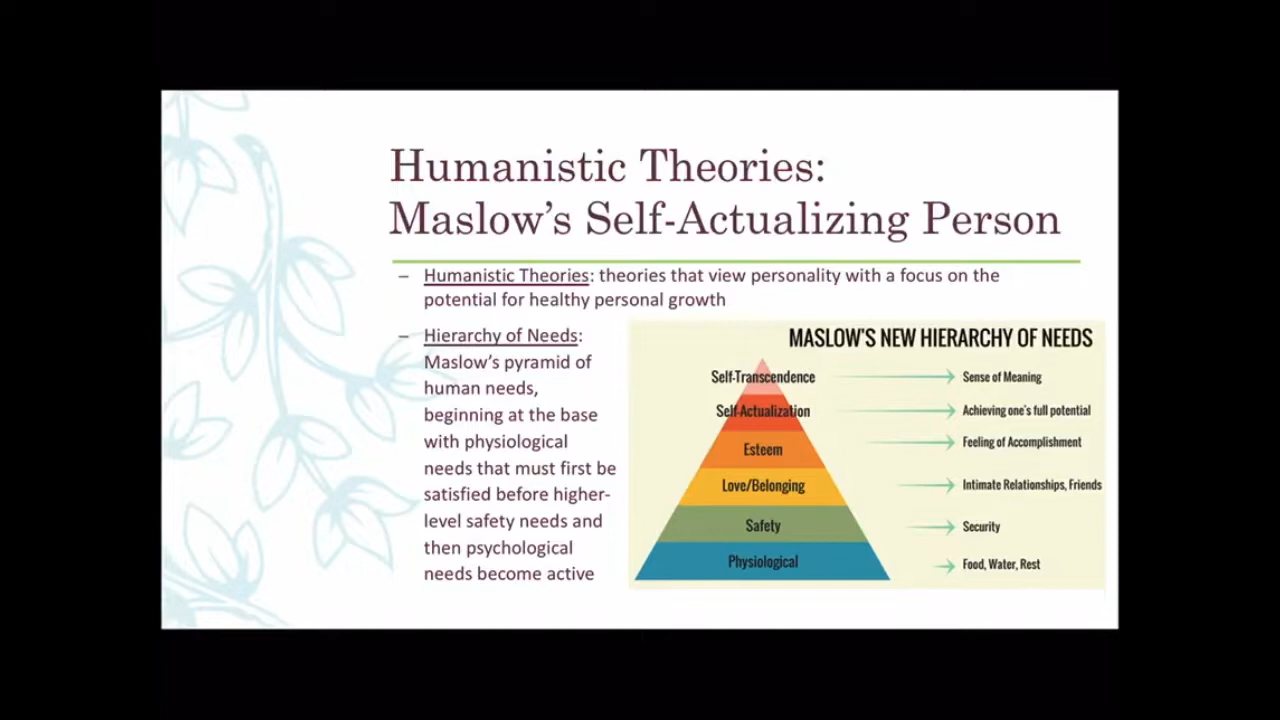 Humanistic Theories:
Maslow’s Self-Actualizing Person
– Humanistic Theories: theories that view personality with a focus on the
potential for healthy personal growth
– Hierarchy of Needs:
Maslow’s pyramid of
human needs,
beginning at the base
with physiological
needs that must first be
satisfied before higher-
level safety needs and
then psychological
needs become active
MASLOW’S NEW HIERARCHY OF NEEDS
Self-Transcendence Sense of Meaning
Self-Actualization Achieving one’s full potential
Esteem Feeling of Accomplishment
Love/Belonging Intimate Relationships, Friends
Safety Security
Physiological Food, Water, Rest